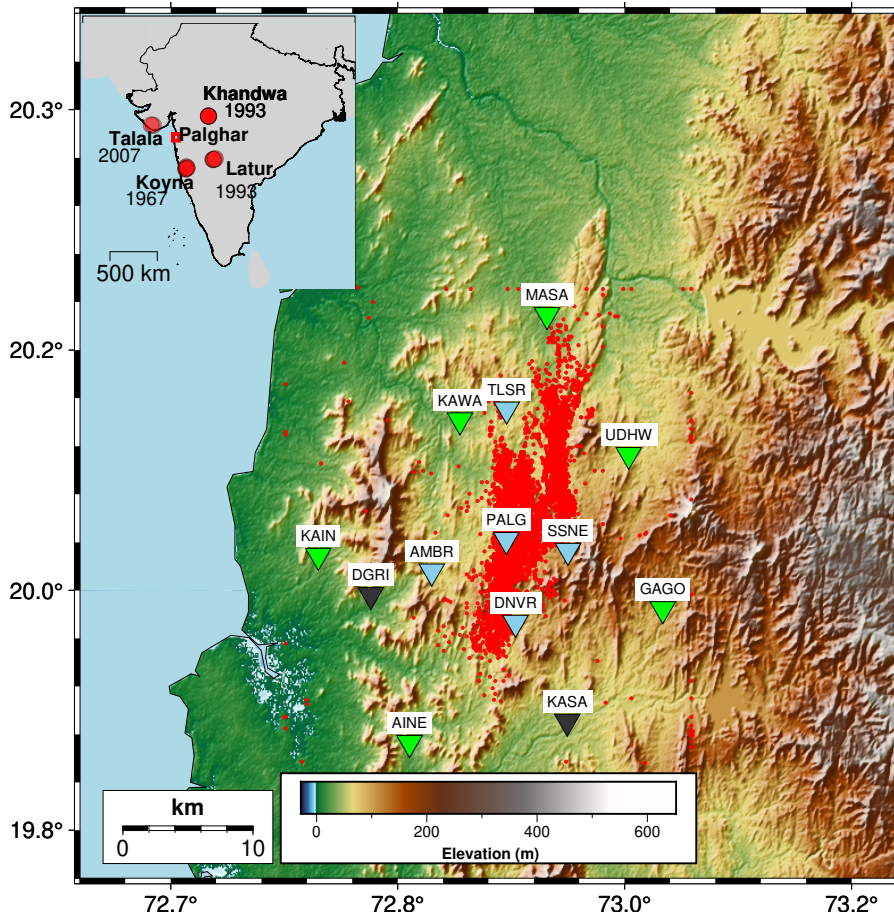 20.3°
20.2°
20.0°
19.8°
72.7°
72.8°
73.0°
73.2°
Khandwa
1993
Talala
2007
Palghar
Koyna
1967
Latur
1993
500 km
MASA
TLSR
KAWA
UDHW
PALG
SSNE
KAIN
AMBR
DGRI
GAGO
DNVR
KASA
AINE
km
0
10
0
200
400
600
Elevation (m)